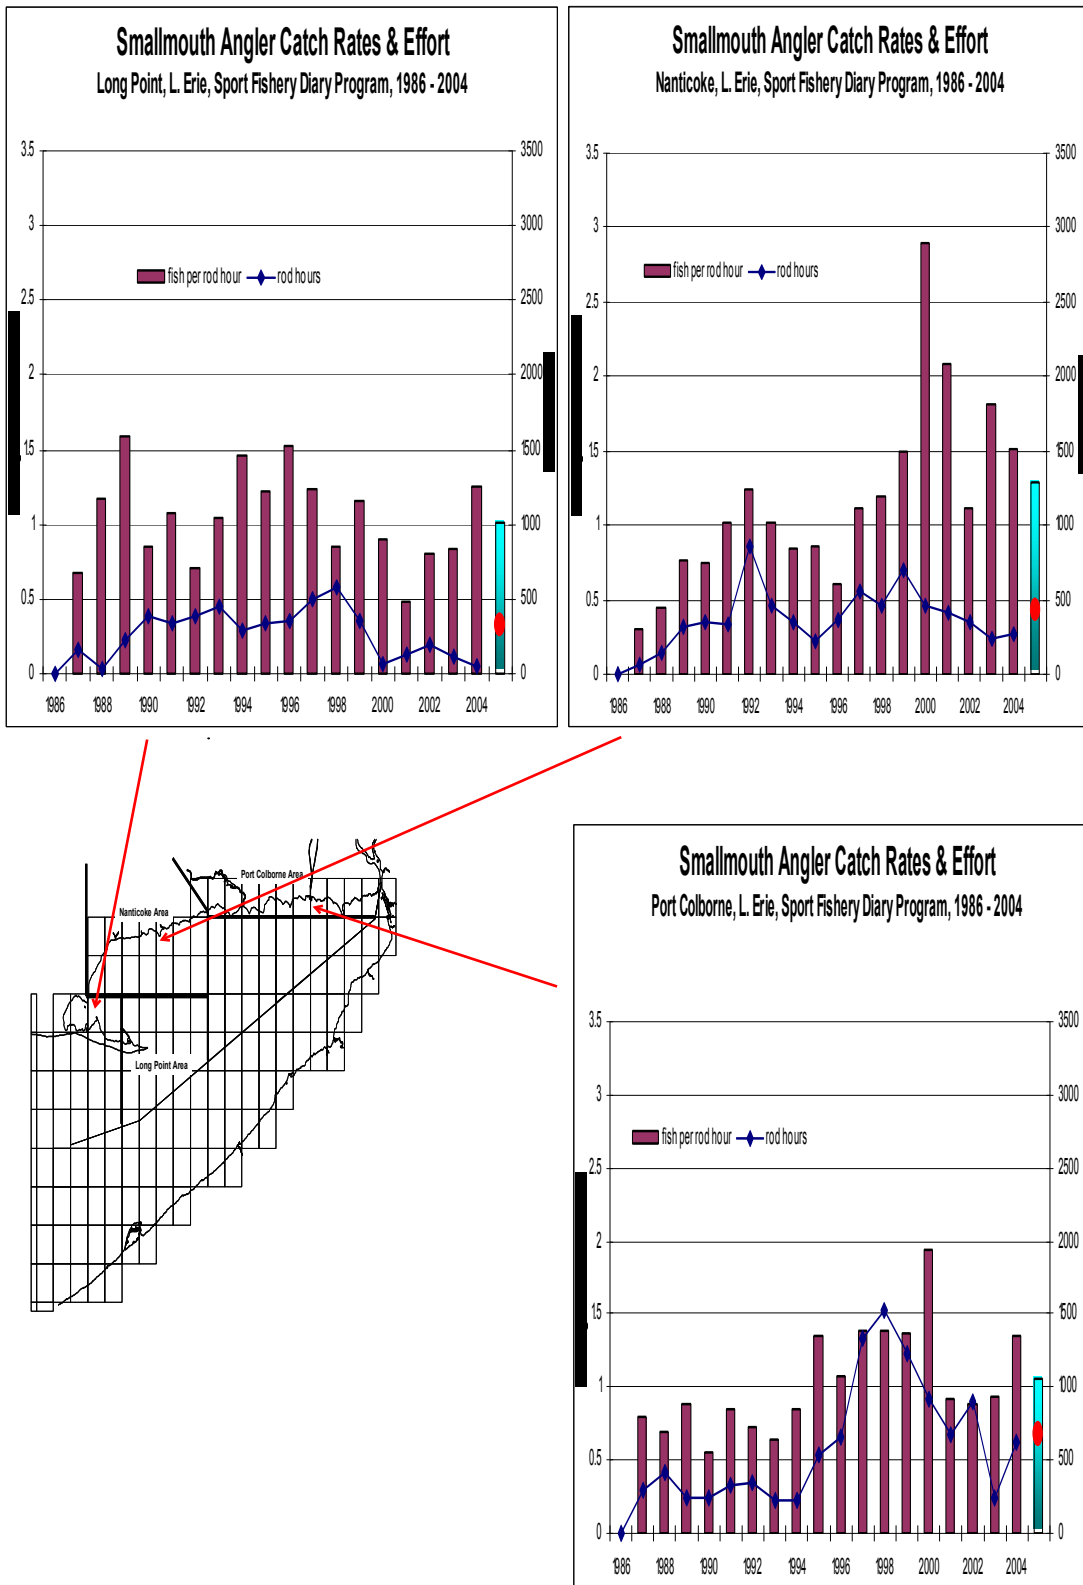 Smallmouth Angler Catch Rates & Effort
Long Point, L. Erie, Sport Fishery Diary Program, 1986 - 2004
3.5
3
2.5
2
1.5
1
0.5
0
3500
3000
2500
2000
1500
1000
500
0
fish per rod hour
rod hours
1986 1988 1990 1992 1994 1996 1998 2000 2002 2004
Smallmouth Angler Catch Rates & Effort
Nanticoke, L. Erie, Sport Fishery Diary Program, 1986 - 2004
3.5
3
2.5
2
1.5
1
0.5
0
3500
3000
2500
2000
1500
1000
500
0
fish per rod hour
rod hours
1986 1988 1990 1992 1994 1996 1998 2000 2002 2004
Port Colborne Area
Nanticoke Area
Long Point Area
Smallmouth Angler Catch Rates & Effort
Port Colborne, L. Erie, Sport Fishery Diary Program, 1986 - 2004
3.5
3
2.5
2
1.5
1
0.5
0
3500
3000
2500
2000
1500
1000
500
0
fish per rod hour
rod hours
1986 1988 1990 1992 1994 1996 1998 2000 2002 2004